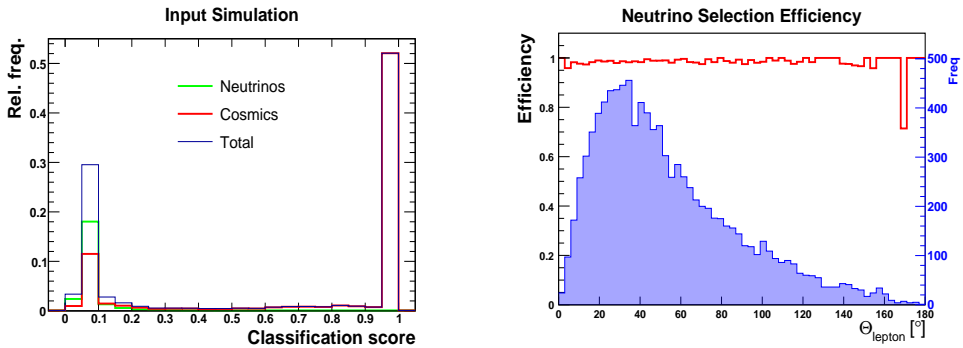 Input Simulation
Rel. freq.
0.5
0.4
0.3
0.2
0.1
0
Neutrinos
Cosmics
Total
0 0.1 0.2 0.3 0.4 0.5 0.6 0.7 0.8 0.9 1
Classification score
Neutrino Selection Efficiency
Efficiency
1
0.8
0.6
0.4
0.2
0
500
400
300
200
100
0
Freq
0 20 40 60 80 100 120 140 160 180
Θlepton [°]